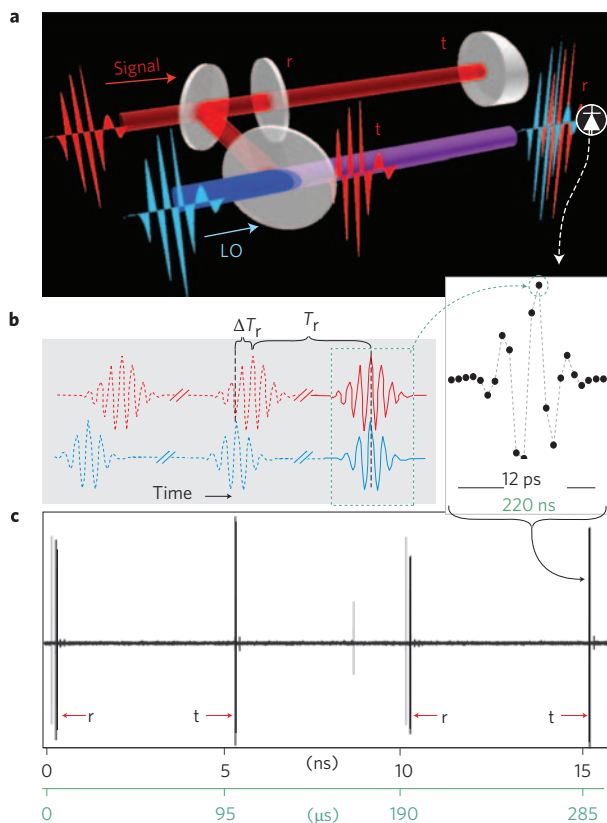 a
Signal
r
t
r
t
LO
b
ΔTr
Tr
Time
12 ps
220 ns
c
r
t
r
t
0 5 (ns) 10 15
0 95 (μs) 190 285